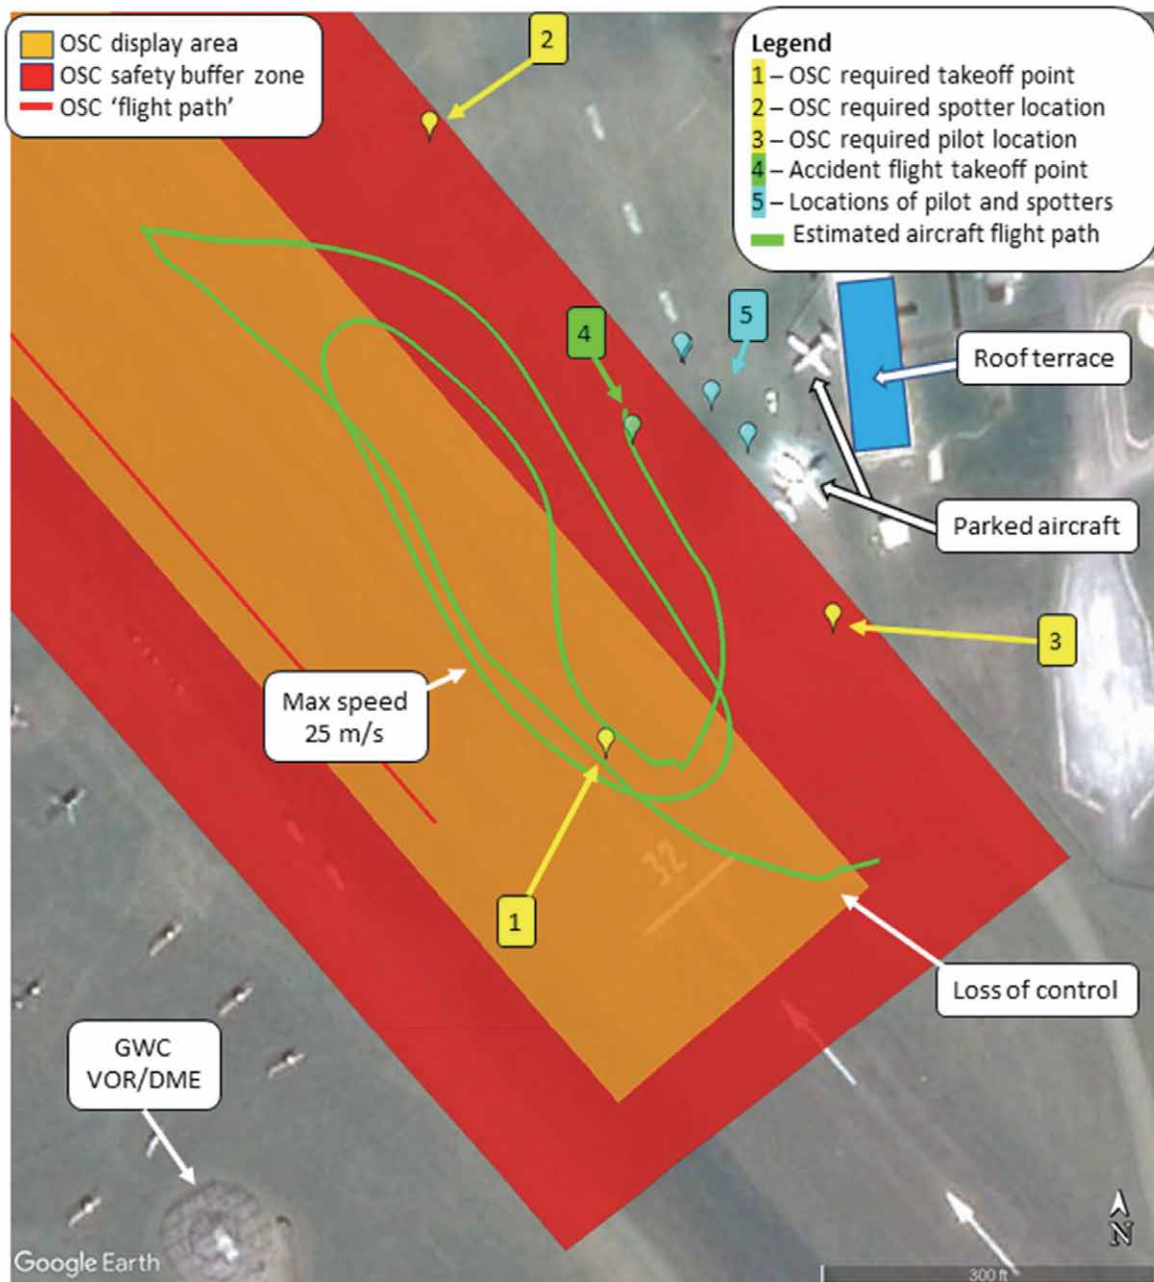 OSC display area
OSC safety buffer zone
OSC ‘flight path’
2
Legend
1 – OSC required takeoff point
2 – OSC required spotter location
3 – OSC required pilot location
4 – Accident flight takeoff point
5 – Locations of pilot and spotters
Estimated aircraft flight path
5
4
Roof terrace
Parked aircraft
3
Max speed
25 m/s
32
1
Loss of control
GWC
VOR/DME
N
Google Earth
300 ft